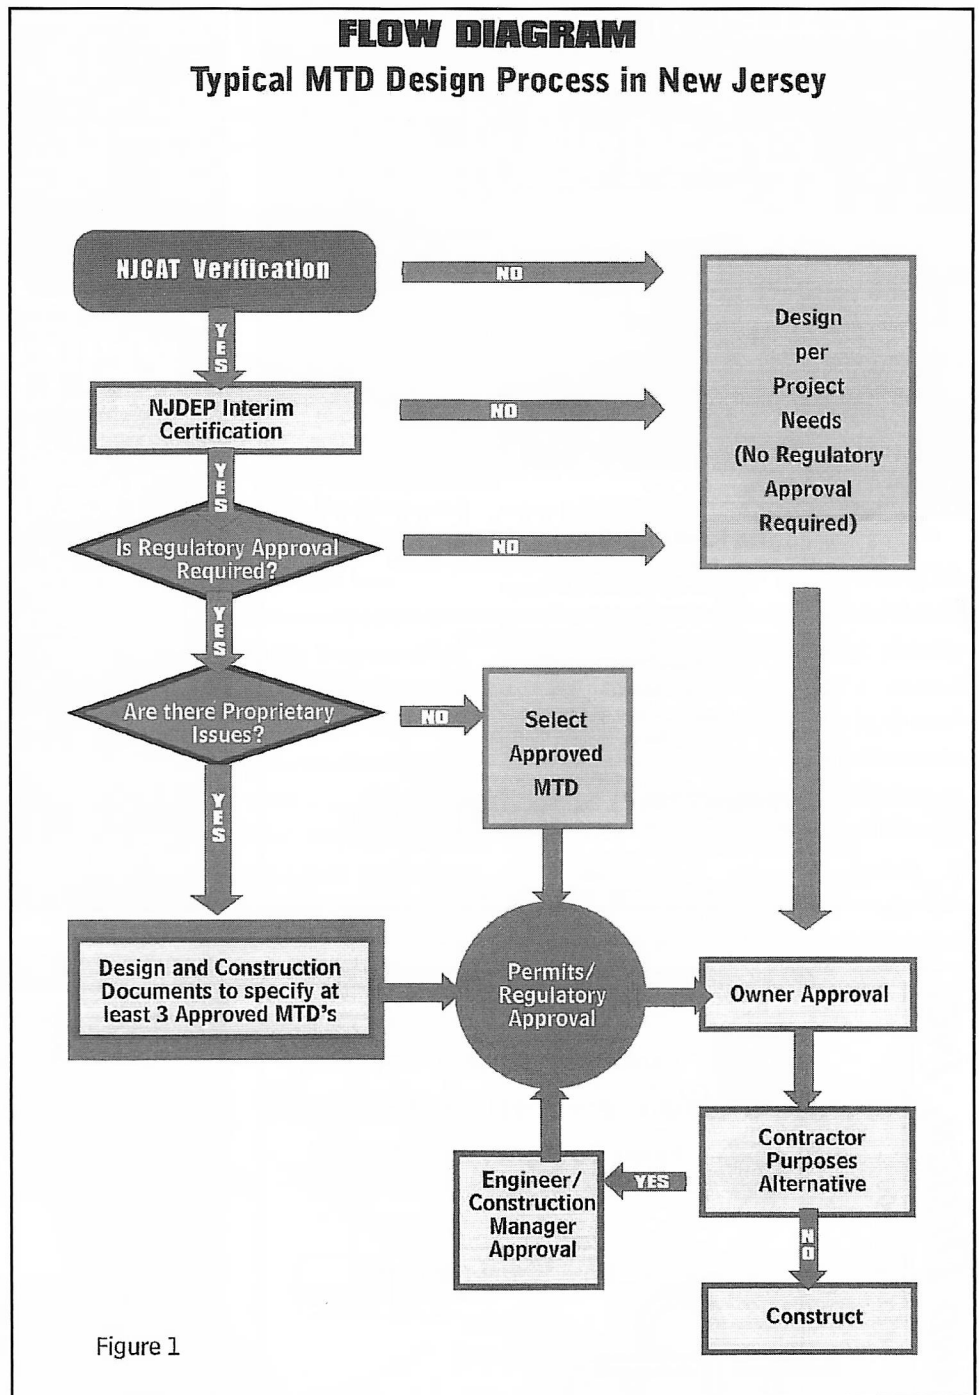 FLOW DIAGRAM
Typical MTD Design Process in New Jersey
NJCAT Verification
NO
YES
Design
per
Project
Needs
(No Regulatory
Approval
Required)
NJDEP Interim
Certification
NO
YES
Is Regulatory Approval
Required?
NO
YES
Are there Proprietary
Issues?
NO
Select
Approved
MTD
YES
Design and Construction
Documents to specify at
least 3 Approved MTD's
Permits/
Regulatory
Approval
Owner Approval
Contractor
Purposes
Alternative
YES
Engineer/
Construction
Manager
Approval
NO
Construct
Figure 1